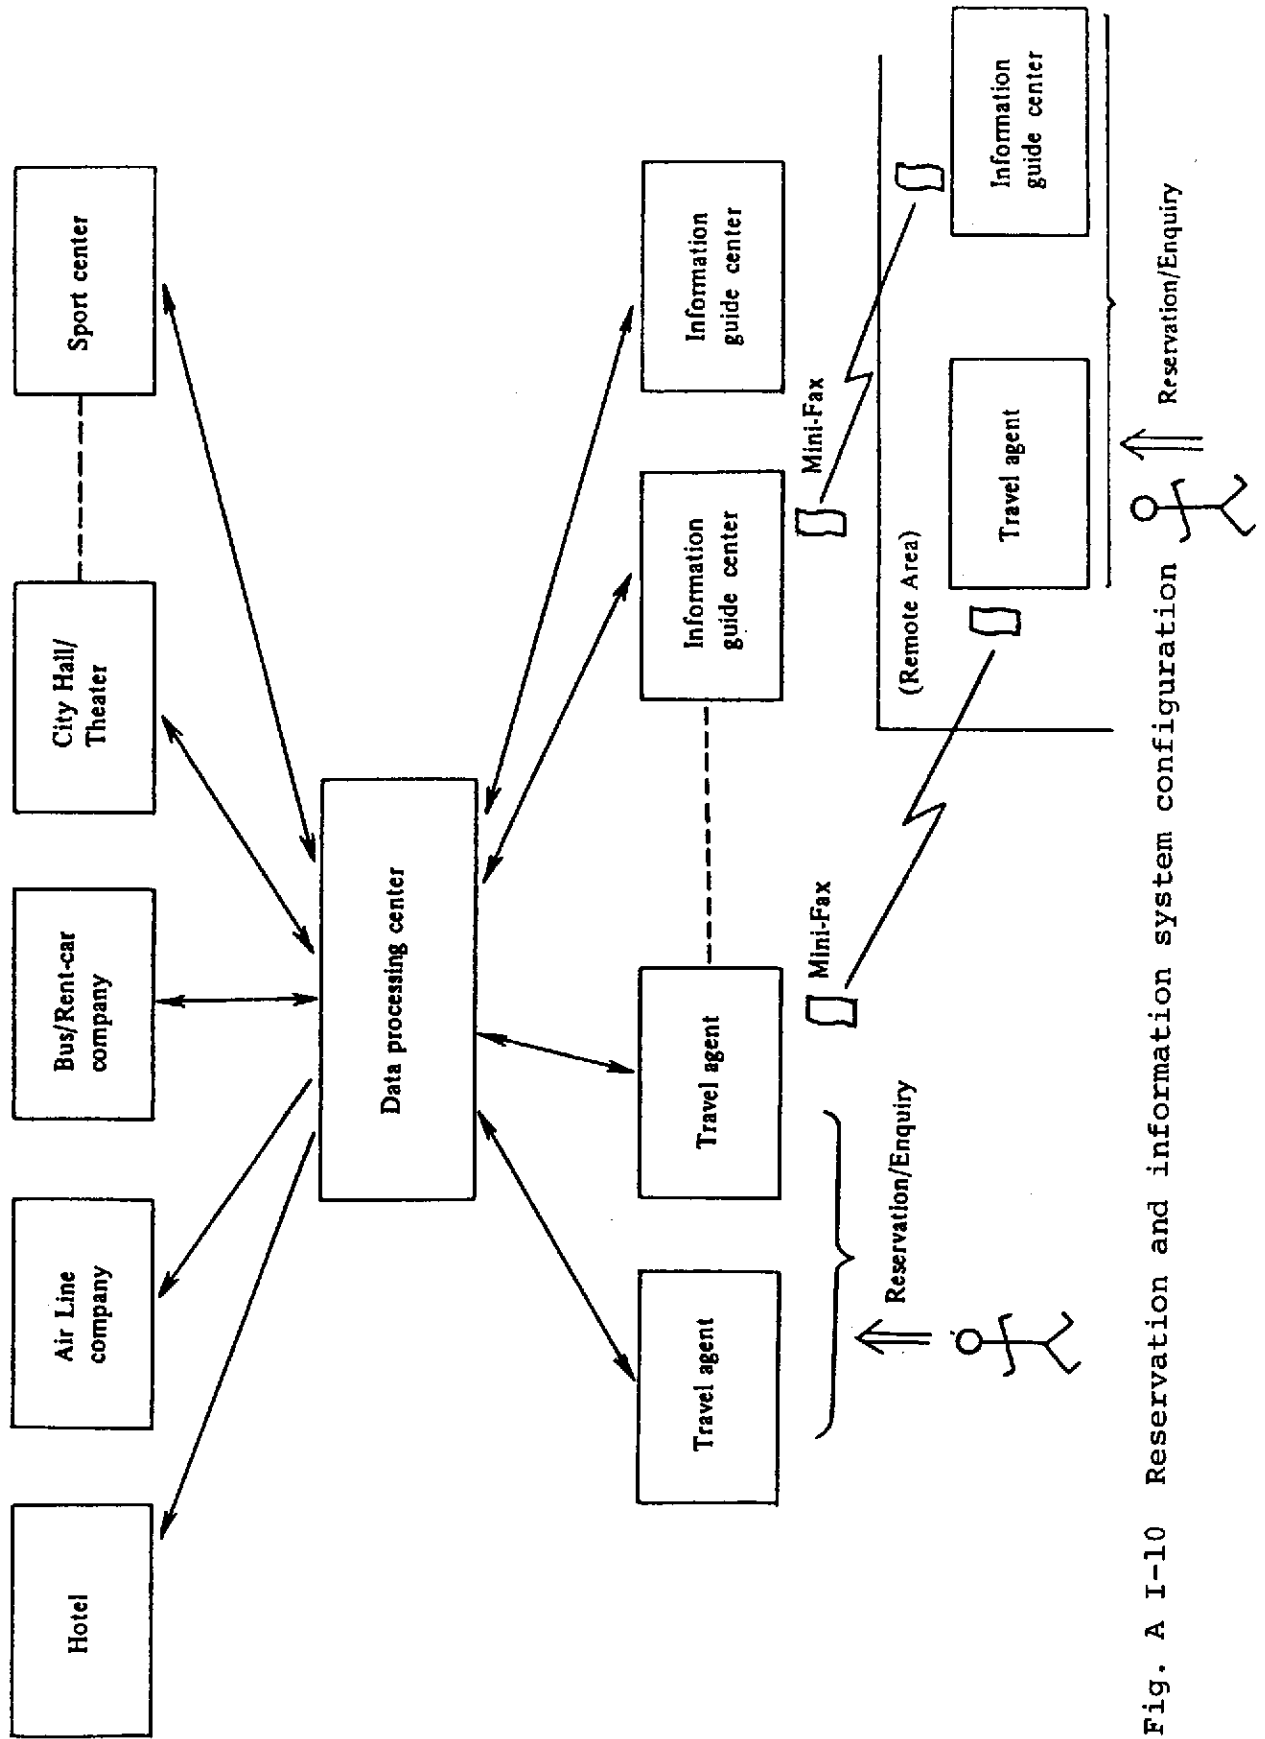 Hotel
Air Line
company
Bus/Rent-car
company
City Hall/
Theater
Sport center
Data processing center
Travel agent
Travel agent
Information
guide center
Information
guide center
Mini-Fax
Mini-Fax
Reservation/Enquiry
(Remote Area)
Travel agent
Information
guide center
Reservation/Enquiry
Fig. A I-10 Reservation and information system configuration